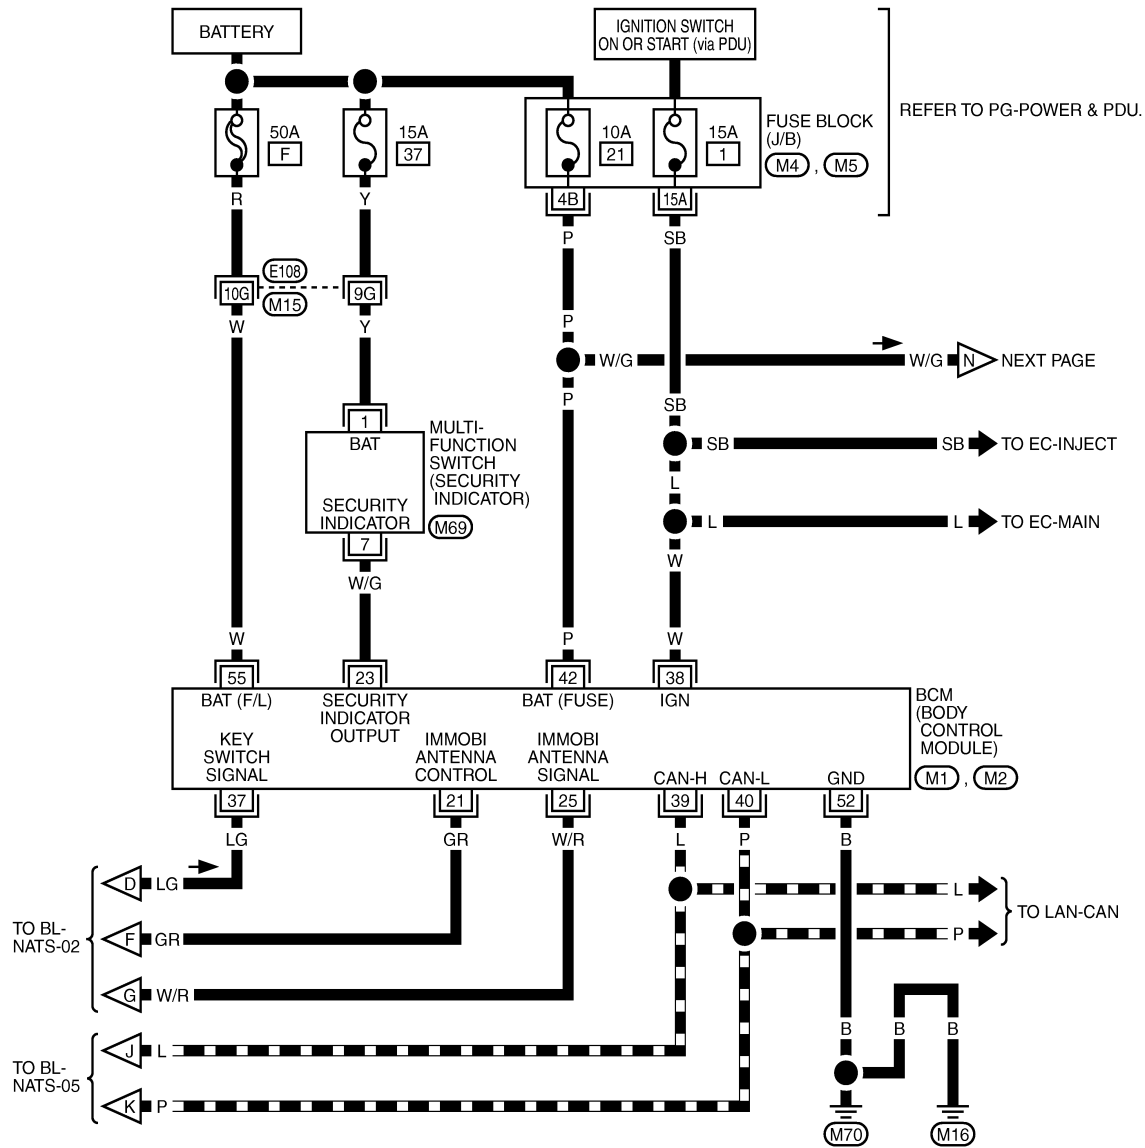 BATTERY
IGNITION SWITCH
ON OR START (via PDU)
REFER TO PG-POWER & PDU.
50A
F
15A
37
10A
21
15A
1
FUSE BLOCK
(J/B)
M4 , M5
4B
15A
R
Y
P
SB
E108
10G
9G
M15
W
Y
P
W/G
W/G
N
NEXT PAGE
P
SB
1
BAT
MULTI-
FUNCTION
SWITCH
(SECURITY
INDICATOR)
SB
SB
TO EC-INJECT
L
SECURITY
INDICATOR
M69
L
L
TO EC-MAIN
7
W/G
W
W
P
W
55
23
42
38
BAT (F/L)
SECURITY
INDICATOR
OUTPUT
BAT (FUSE)
IGN
BCM
(BODY
CONTROL
MODULE)
M1 , M2
KEY
SWITCH
SIGNAL
IMMOBI
ANTENNA
CONTROL
IMMOBI
ANTENNA
SIGNAL
CAN-H
CAN-L
GND
37
21
25
39
40
52
LG
GR
W/R
L
P
B
D
LG
L
TO LAN-CAN
P
TO BL-
NATS-02
F
GR
G
W/R
B
B
B
TO BL-
NATS-05
J
L
K
P
M70
M16